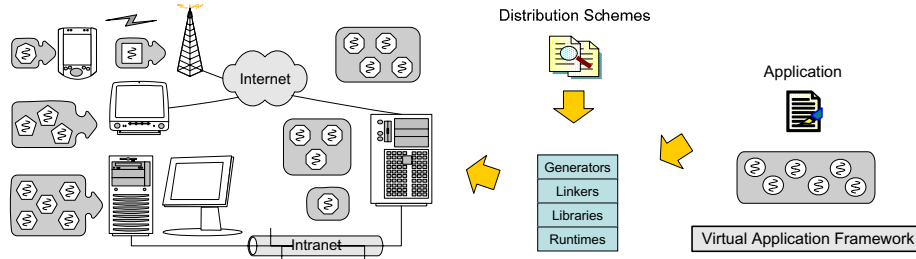 Distribution Schemes
Internet
Application
Generators
Linkers
Libraries
Runtimes
Intranet
Virtual Application Framework